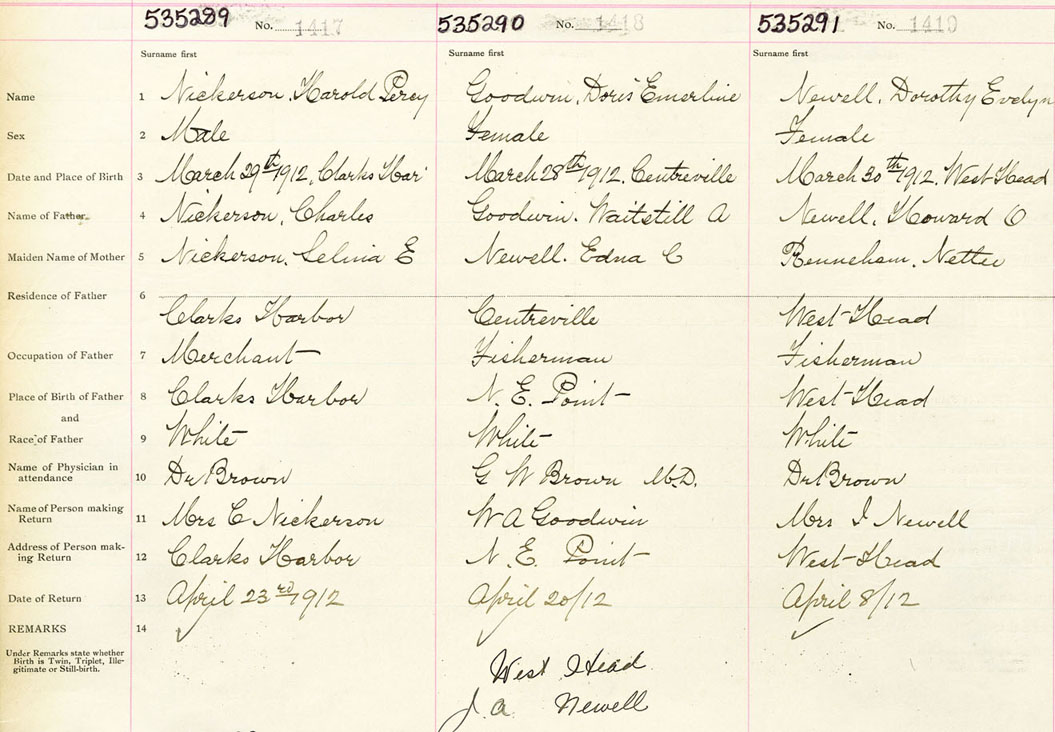 535289 No. 1417 535290 No. 1418 535291 No. 1419
Surname first Surname first Surname first
Name 1 Nickerson, Harold Percy Goodwin, Doris Emerline Newell, Dorothy Evelyn
Sex 2 Male Female Female
Date and Place of Birth 3 March 29th 1912, Clarks Har' March 28th 1912. Centreville March 30th 1912, West Head
Name of Father 4 Nickerson, Charles Goodwin. Waitstill A Newell, Howard O
Maiden Name of Mother 5 Nickerson, Selina E Newell. Edna C Nettie
Residence of Father 6
Clarks Harbor Centreville West Head
Occupation of Father 7 Merchant Fisherman Fisherman
Place of Birth of Father 8 Clarks Harbor N. E. Point West Head
and
Race of Father 9 White White White
Name of Physician in
attendance 10 Dr Brown G W Brown M.D. Dr Brown
Name of Person making
Return 11 Mrs C Nickerson W A Goodwin Mrs I Newell
Address of Person mak-
ing Return 12 Clarks Harbor N. E. Point West Head
Date of Return 13 April 23rd 1912 April 20/12 April 8/12
REMARKS 14
Under Remarks state whether
Birth is Twin, Triplet, Ille-
gitimate or Still-birth.
West Head
J. A Newell